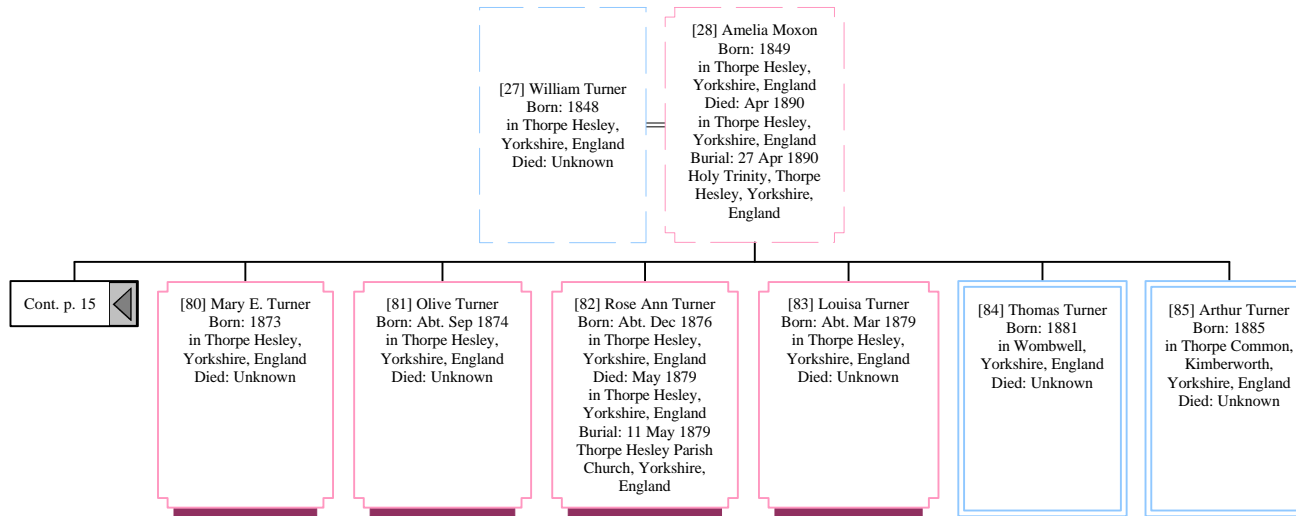 [27] William Turner
Born: 1848
in Thorpe Hesley,
Yorkshire, England
Died: Unknown
[28] Amelia Moxon
Born: 1849
in Thorpe Hesley,
Yorkshire, England
Died: Apr 1890
in Thorpe Hesley,
Yorkshire, England
Burial: 27 Apr 1890
Holy Trinity, Thorpe
Hesley, Yorkshire,
England
Cont. p. 15
[80] Mary E. Turner
Born: 1873
in Thorpe Hesley,
Yorkshire, England
Died: Unknown
[81] Olive Turner
Born: Abt. Sep 1874
in Thorpe Hesley,
Yorkshire, England
Died: Unknown
[82] Rose Ann Turner
Born: Abt. Dec 1876
in Thorpe Hesley,
Yorkshire, England
Died: May 1879
in Thorpe Hesley,
Yorkshire, England
Burial: 11 May 1879
Thorpe Hesley Parish
Church, Yorkshire,
England
[83] Louisa Turner
Born: Abt. Mar 1879
in Thorpe Hesley,
Yorkshire, England
Died: Unknown
[84] Thomas Turner
Born: 1881
in Wombwell,
Yorkshire, England
Died: Unknown
[85] Arthur Turner
Born: 1885
in Thorpe Common,
Kimberworth,
Yorkshire, England
Died: Unknown